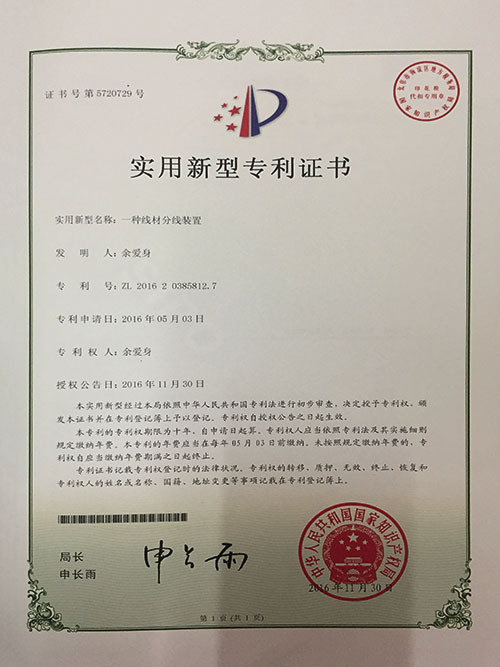 证书号第5720729号
国家知识产权局
印花税
代扣专用章
实用新型专利证书
实用新型名称：一种线材分线装置
发明人：余爱身
专利号：ZL 2016 2 0385812.7
专利申请日：2016年05月03日
专利权人：余爱身
授权公告日：2016年11月30日
本实用新型经过本局依照中华人民共和国专利法进行初步审查，决定授予专利权，颁
发本证书并在专利登记簿上予以登记。专利权自授权公告之日起生效。
本专利的专利权期限为十年，自申请日起算。专利权人应当依照专利法及其实施细则
规定缴纳年费。本专利的年费应当在每年05月03日前缴纳。未按照规定缴纳年费的，专
利权自应当缴纳年费期满之日起终止。
专利证书记载专利权登记时的法律状况。专利权的转移、质押、无效、终止、恢复和
专利权人的姓名或名称、国籍、地址变更等事项记载在专利登记簿上。
局长
申长雨
申长雨
中华人民共和国国家知识产权局
2016年11月30日
第1页（共1页）